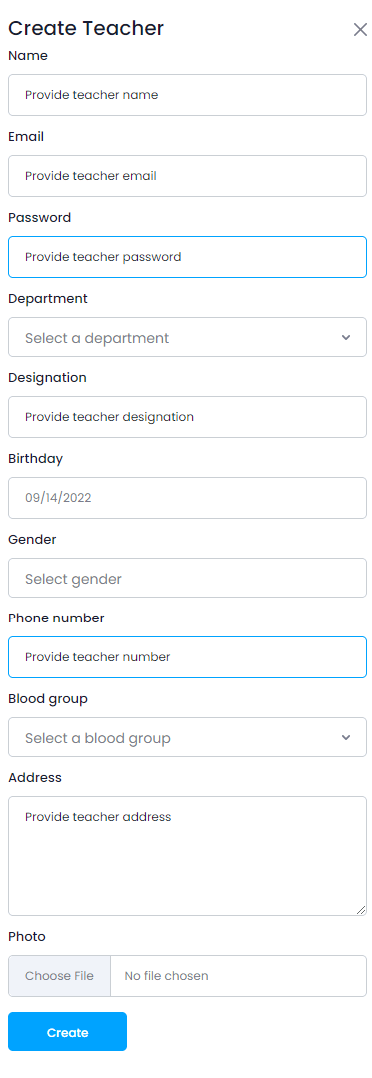 Create Teacher
Name
Provide teacher name
Email
Provide teacher email
Password
Provide teacher password
Department
Select a department
Designation
Provide teacher designation
Birthday
09/14/2022
Gender
Select gender
Phone number
Provide teacher number
Blood group
Select a blood group
Address
Provide teacher address
Photo
Choose File No file chosen
Create